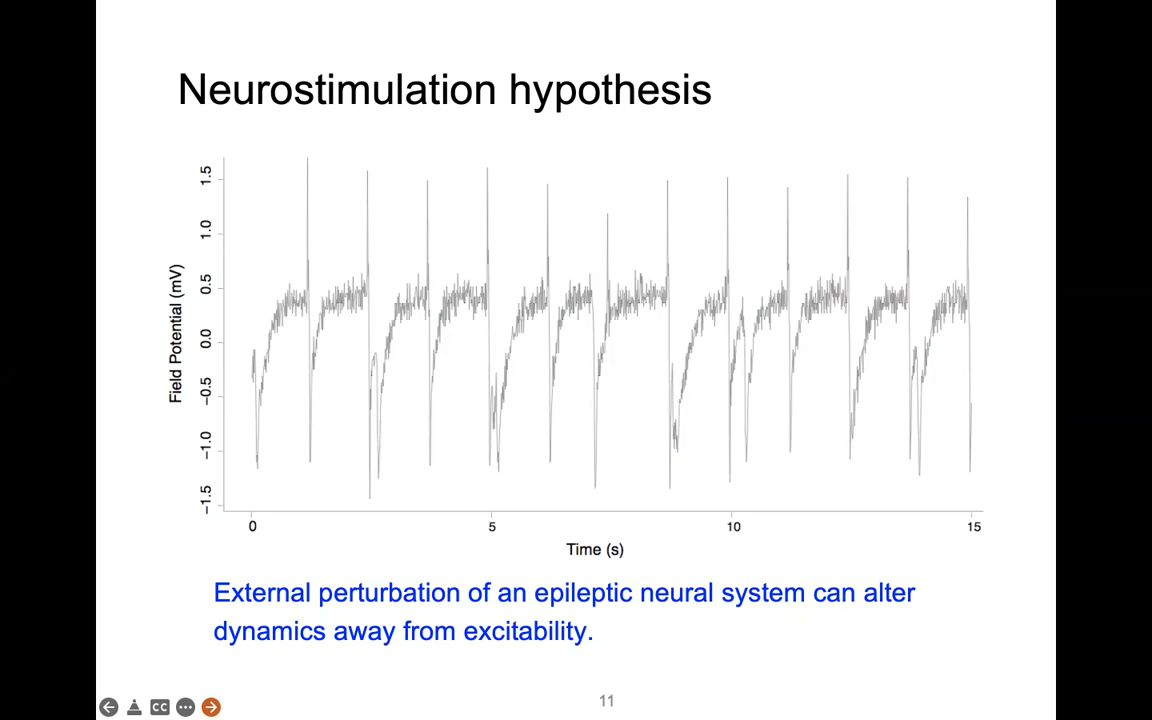 Neurostimulation hypothesis
Field Potential (mV)
1.5
1.0
0.5
0.0
−0.5
−1.0
−1.5
0 5 10 15
Time (s)
External perturbation of an epileptic neural system can alter
dynamics away from excitability.
11
CC